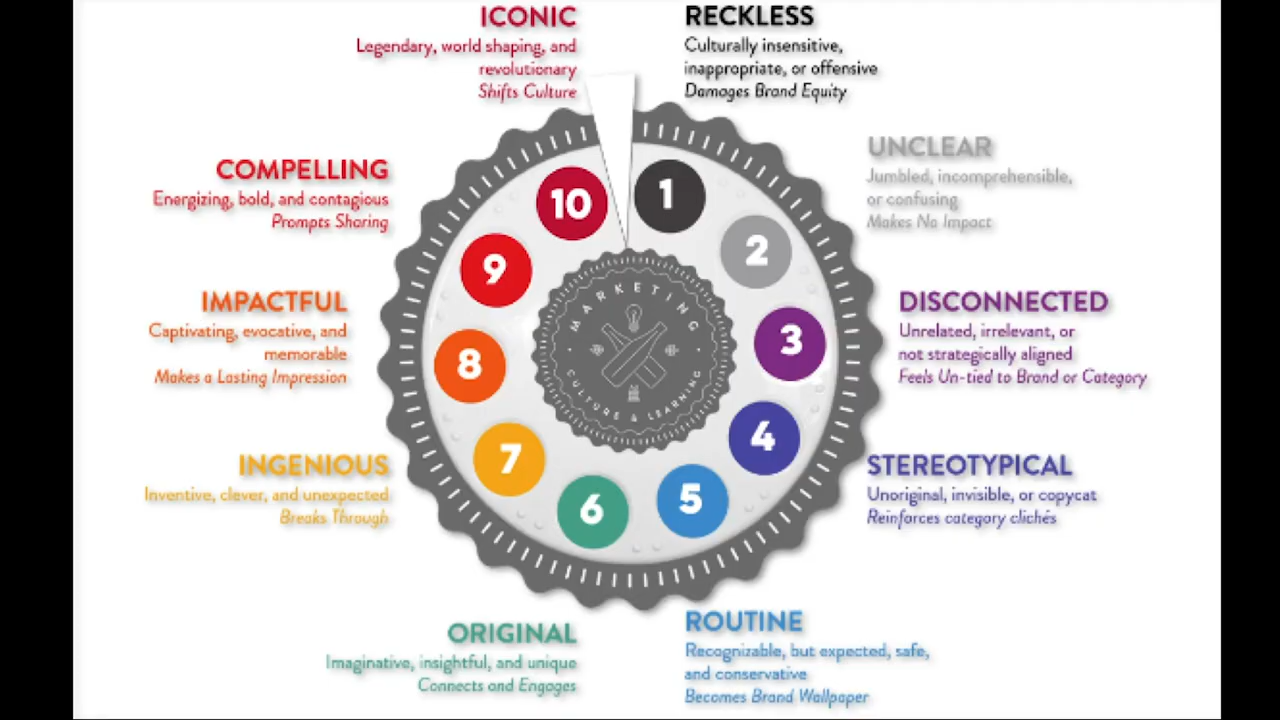 ICONIC
Legendary, world shaping, and
revolutionary
Shifts Culture
RECKLESS
Culturally insensitive,
inappropriate, or offensive
Damages Brand Equity
UNCLEAR
Jumbled, incomprehensible,
or confusing
Makes No Impact
COMPELLING
Energizing, bold, and contagious
Prompts Sharing
DISCONNECTED
Unrelated, irrelevant, or
not strategically aligned
Feels Un-tied to Brand or Category
IMPACTFUL
Captivating, evocative, and
memorable
Makes a Lasting Impression
STEREOTYPICAL
Unoriginal, invisible, or copycat
Reinforces category clichés
INGENIOUS
Inventive, clever, and unexpected
Breaks Through
ROUTINE
Recognizable, but expected, safe,
and conservative
Becomes Brand Wallpaper
ORIGINAL
Imaginative, insightful, and unique
Connects and Engages
1
2
3
4
5
6
7
8
9
10
MARKETING
CULTURE & LEARNING